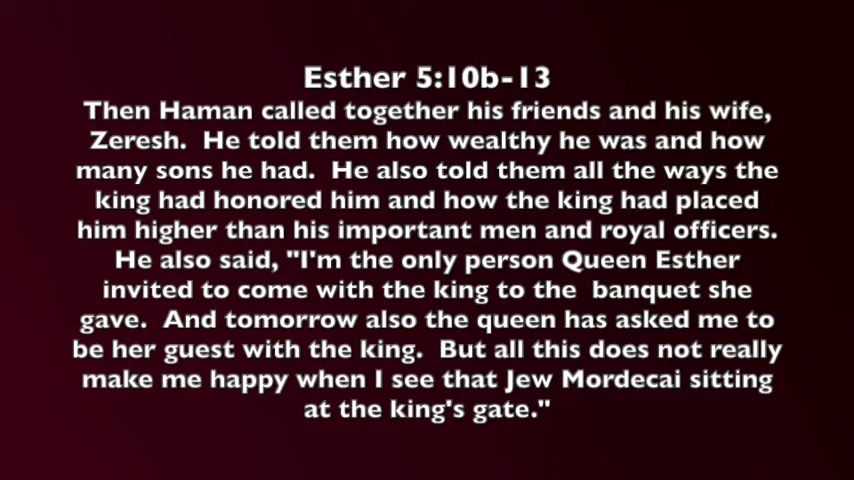 Esther 5:10b-13
Then Haman called together his friends and his wife,
Zeresh.  He told them how wealthy he was and how
many sons he had.  He also told them all the ways the
king had honored him and how the king had placed
him higher than his important men and royal officers.
He also said, "I'm the only person Queen Esther
invited to come with the king to the  banquet she
gave.  And tomorrow also the queen has asked me to
be her guest with the king.  But all this does not really
make me happy when I see that Jew Mordecai sitting
at the king's gate."